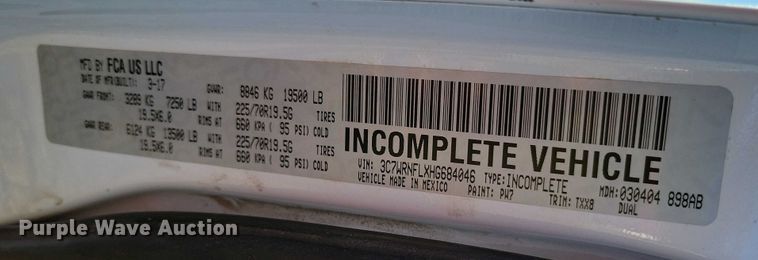 MFD BY FCA US LLC
DATE OF MFR(BUILT): 3-17 GVWR: 8846 KG 19500 LB
GAWR FRONT: 3289 KG 7250 LB WITH 225/70R19.5G TIRES
19.5X6.0 RIMS AT 660 KPA ( 95 PSI) COLD
GAWR REAR: 6124 KG 13500 LB WITH 225/70R19.5G TIRES
19.5X6.0 RIMS AT 660 KPA ( 95 PSI) COLD
INCOMPLETE VEHICLE
VIN: 3C7WRNFLXHG684046 TYPE: INCOMPLETE MDH: 030404 898AB
VEHICLE MADE IN MEXICO PAINT: PW7 TRIM: TXX8 DUAL
Purple Wave Auction